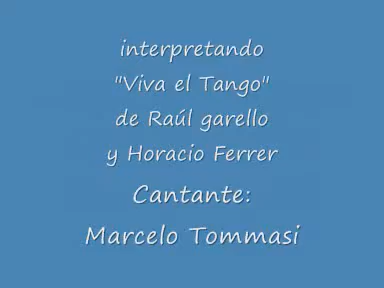 interpretando
"Viva el Tango"
de Raúl garello
y Horacio Ferrer
Cantante:
Marcelo Tommasi